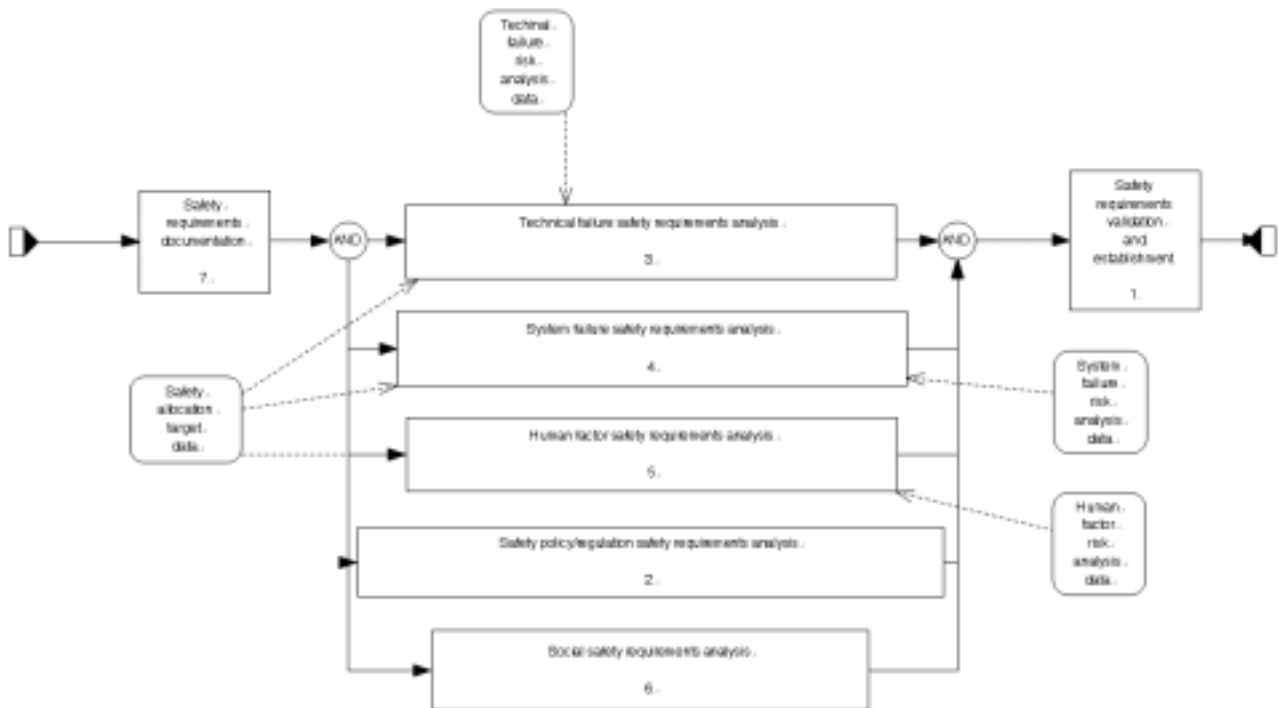 Techinal.
failure.
risk.
analysis.
data.
Safety.
requirements.
documentation.
7.
AND
Technical failure safety requirements analysis.
3.
AND
Safety
requirements
validation.
and
establishment
1.
System failure safety requirements analysis.
4.
Safety.
allocation.
target.
data.
System.
failure.
risk.
analysis.
data.
Human factor safety requirements analysis.
5.
Human.
factor.
risk.
analysis.
data.
Safety policy/regulation safety requirements analysis.
2.
Social safety requirements analysis.
6.